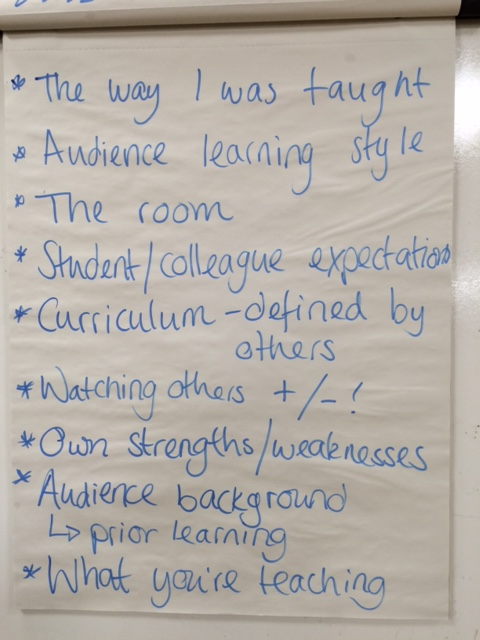 * The way I was taught
* Audience learning style
* The room
* Student/colleague expectations
* Curriculum - defined by
others
* Watching others +/-!
* Own strengths/weaknesses
* Audience background
↳ prior learning
* What you're teaching